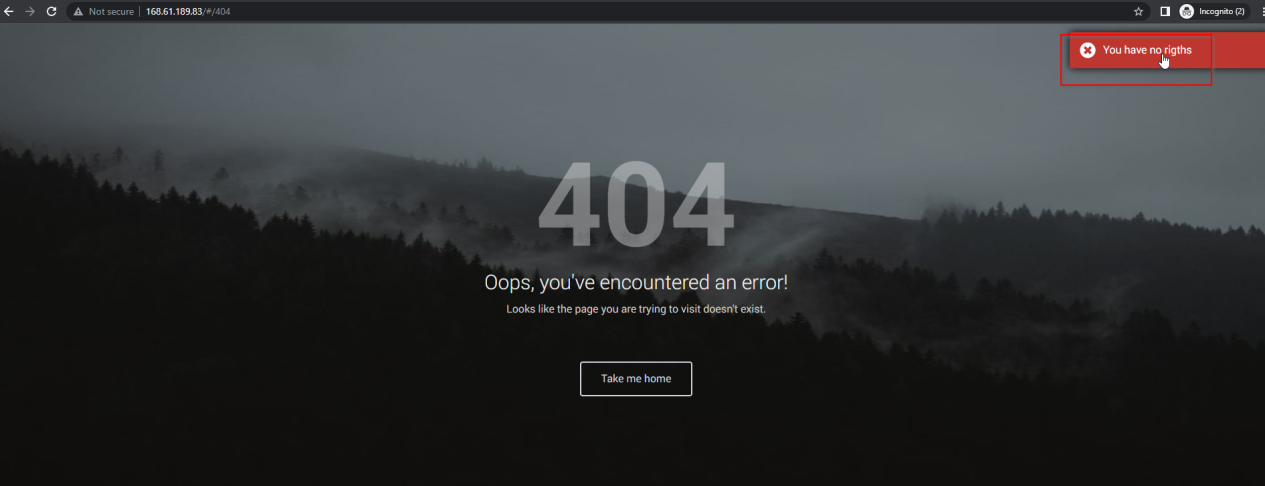 Not secure | 168.61.189.83/#/404
Incognito (2)
You have no rigths
404
Oops, you've encountered an error!
Looks like the page you are trying to visit doesn't exist.
Take me home